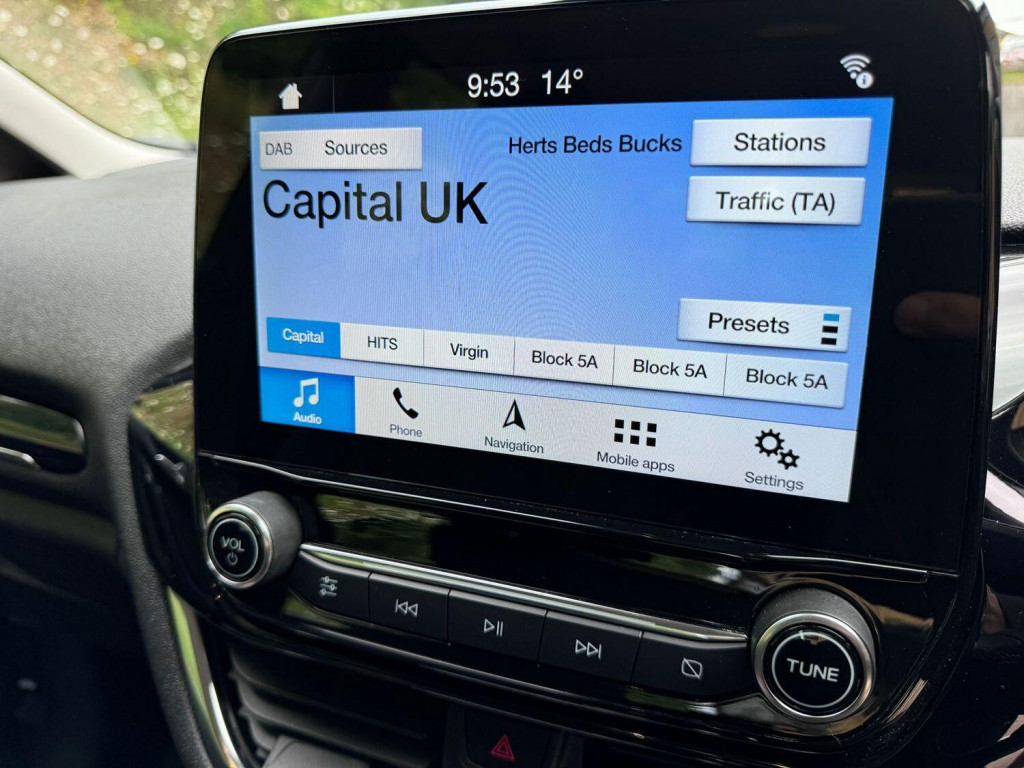 9:53 14°
DAB Sources
Herts Beds Bucks
Stations
Capital UK
Traffic (TA)
Presets
Capital
HITS
Virgin
Block 5A
Block 5A
Block 5A
Audio
Phone
Navigation
Mobile apps
Settings
VOL
TUNE